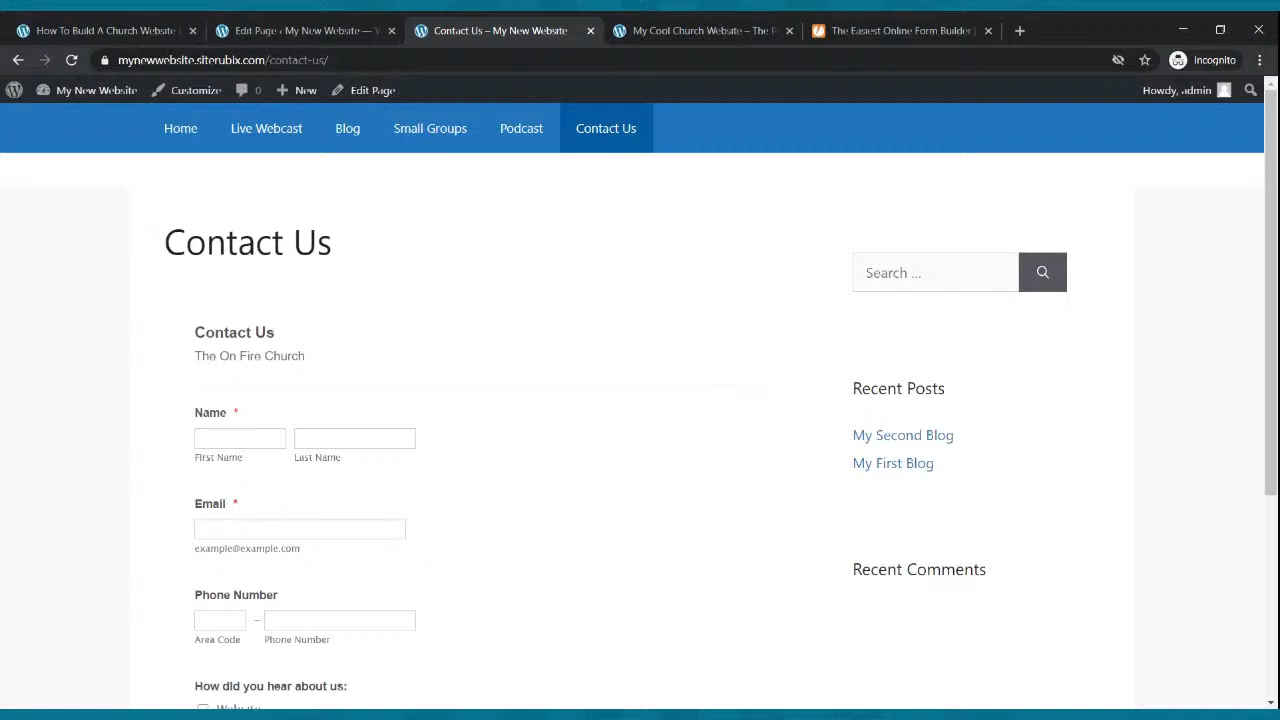 How To Build A Church Website
Edit Page ‹ My New Website — W
Contact Us – My New Website
My Cool Church Website – The P
The Easiest Online Form Builder |
mynewwebsite.siterubix.com/contact-us/
Incognito
My New Website
Customize
0
New
Edit Page
Howdy, admin
Home
Live Webcast
Blog
Small Groups
Podcast
Contact Us
Contact Us
Search ...
Contact Us
The On Fire Church
Name *
First Name
Last Name
Email *
example@example.com
Phone Number
–
Area Code
Phone Number
How did you hear about us:
Website
Recent Posts
My Second Blog
My First Blog
Recent Comments